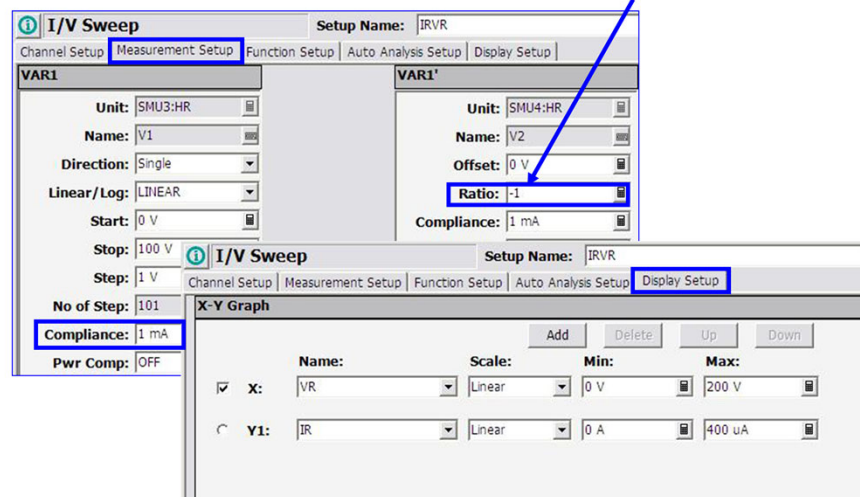 I/V Sweep Setup Name: IRVR
Channel Setup Measurement Setup Function Setup Auto Analysis Setup Display Setup
VAR1 VAR1'
Unit: SMU3:HR Unit: SMU4:HR
Name: V1 Name: V2
Direction: Single Offset: 0 V
Linear/Log: LINEAR Ratio: -1
Start: 0 V Compliance: 1 mA
Stop: 100 V
Step: 1 V
No of Step: 101
Compliance: 1 mA
Pwr Comp: OFF
I/V Sweep Setup Name: IRVR
Channel Setup Measurement Setup Function Setup Auto Analysis Setup Display Setup
X-Y Graph
Add Delete Up Down
Name: Scale: Min: Max:
X: VR Linear 0 V 200 V
Y1: IR Linear 0 A 400 uA